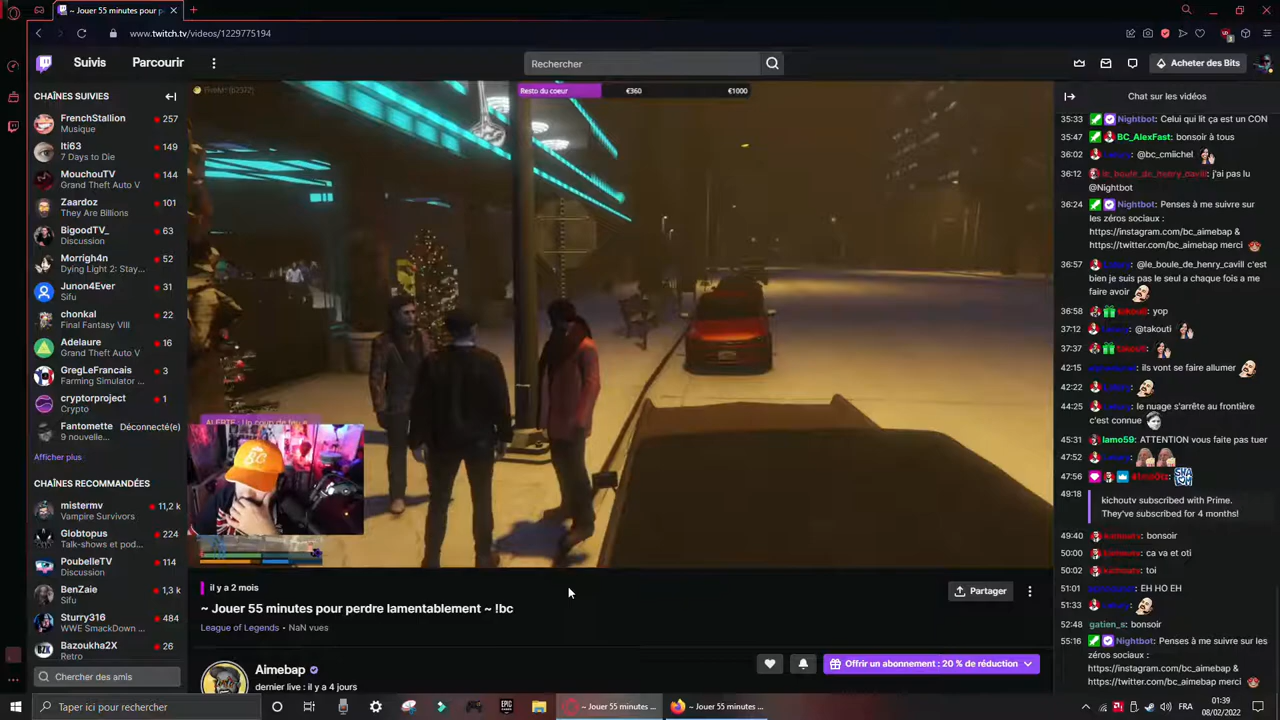 ~ Jouer 55 minutes pour p
www.twitch.tv/videos/1229775194
Suivis
Parcourir
Rechercher
Acheter des Bits
CHAÎNES SUIVIES
FrenchStallion
257
Musique
Iti63
149
7 Days to Die
MouchouTV
144
Grand Theft Auto V
Zaardoz
101
They Are Billions
BigoodTV_
63
Discussion
Morrigh4n
52
Dying Light 2: Stay...
Junon4Ever
31
Sifu
chonkal
22
Final Fantasy VIII
Adelaure
16
Grand Theft Auto V
GregLeFrancais
3
Farming Simulator ...
cryptorproject
1
Crypto
Fantomette
Déconnecté(e)
9 nouvelle...
Afficher plus
CHAÎNES RECOMMANDÉES
mistermv
11,2 k
Vampire Survivors
Globtopus
224
Talk-shows et pod...
PoubelleTV
114
Discussion
BenZaie
1,3 k
Sifu
Sturry316
484
WWE SmackDown ...
Bazoukha2X
26
Retro
Chercher des amis
Resto du coeur
€360
€1000
ALERTE : Un coup de feu
BC
il y a 2 mois
~ Jouer 55 minutes pour perdre lamentablement ~ !bc
League of Legends • NaN vues
Partager
Aimebap
dernier live : il y a 4 jours
Offrir un abonnement : 20 % de réduction
Chat sur les vidéos
35:33 Nightbot: Celui qui lit ça est un CON
35:47 BC_AlexFast: bonsoir à tous
36:02 @bc_cmiichel
36:12 le_boule_de_henry_cavill: j'ai pas lu
@Nightbot
36:24 Nightbot: Penses à me suivre sur
les zéros sociaux :
https://instagram.com/bc_aimebap &
https://twitter.com/bc_aimebap merci
36:57 @le_boule_de_henry_cavill c'est
bien je suis pas le seul a chaque fois a me
faire avoir
36:58 takouti: yop
37:12 @takouti
37:37 takouti:
42:15 ils vont se faire allumer
42:22
44:25 le nuage s'arrête au frontière
c'est connue
45:31 lamo59: ATTENTION vous faite pas tuer
47:52
47:56
49:18
kichoutv subscribed with Prime.
They've subscribed for 4 months!
49:40 bonsoir
50:00 ca va et oti
50:02 toi
51:01 EH HO EH
51:33
52:48 gatien_s: bonsoir
55:16 Nightbot: Penses à me suivre sur les
zéros sociaux :
https://instagram.com/bc_aimebap &
https://twitter.com/bc_aimebap merci
Taper ici pour rechercher
EPIC
~ Jouer 55 minutes ...
~ Jouer 55 minutes ...
FR
01:39
08/02/2022